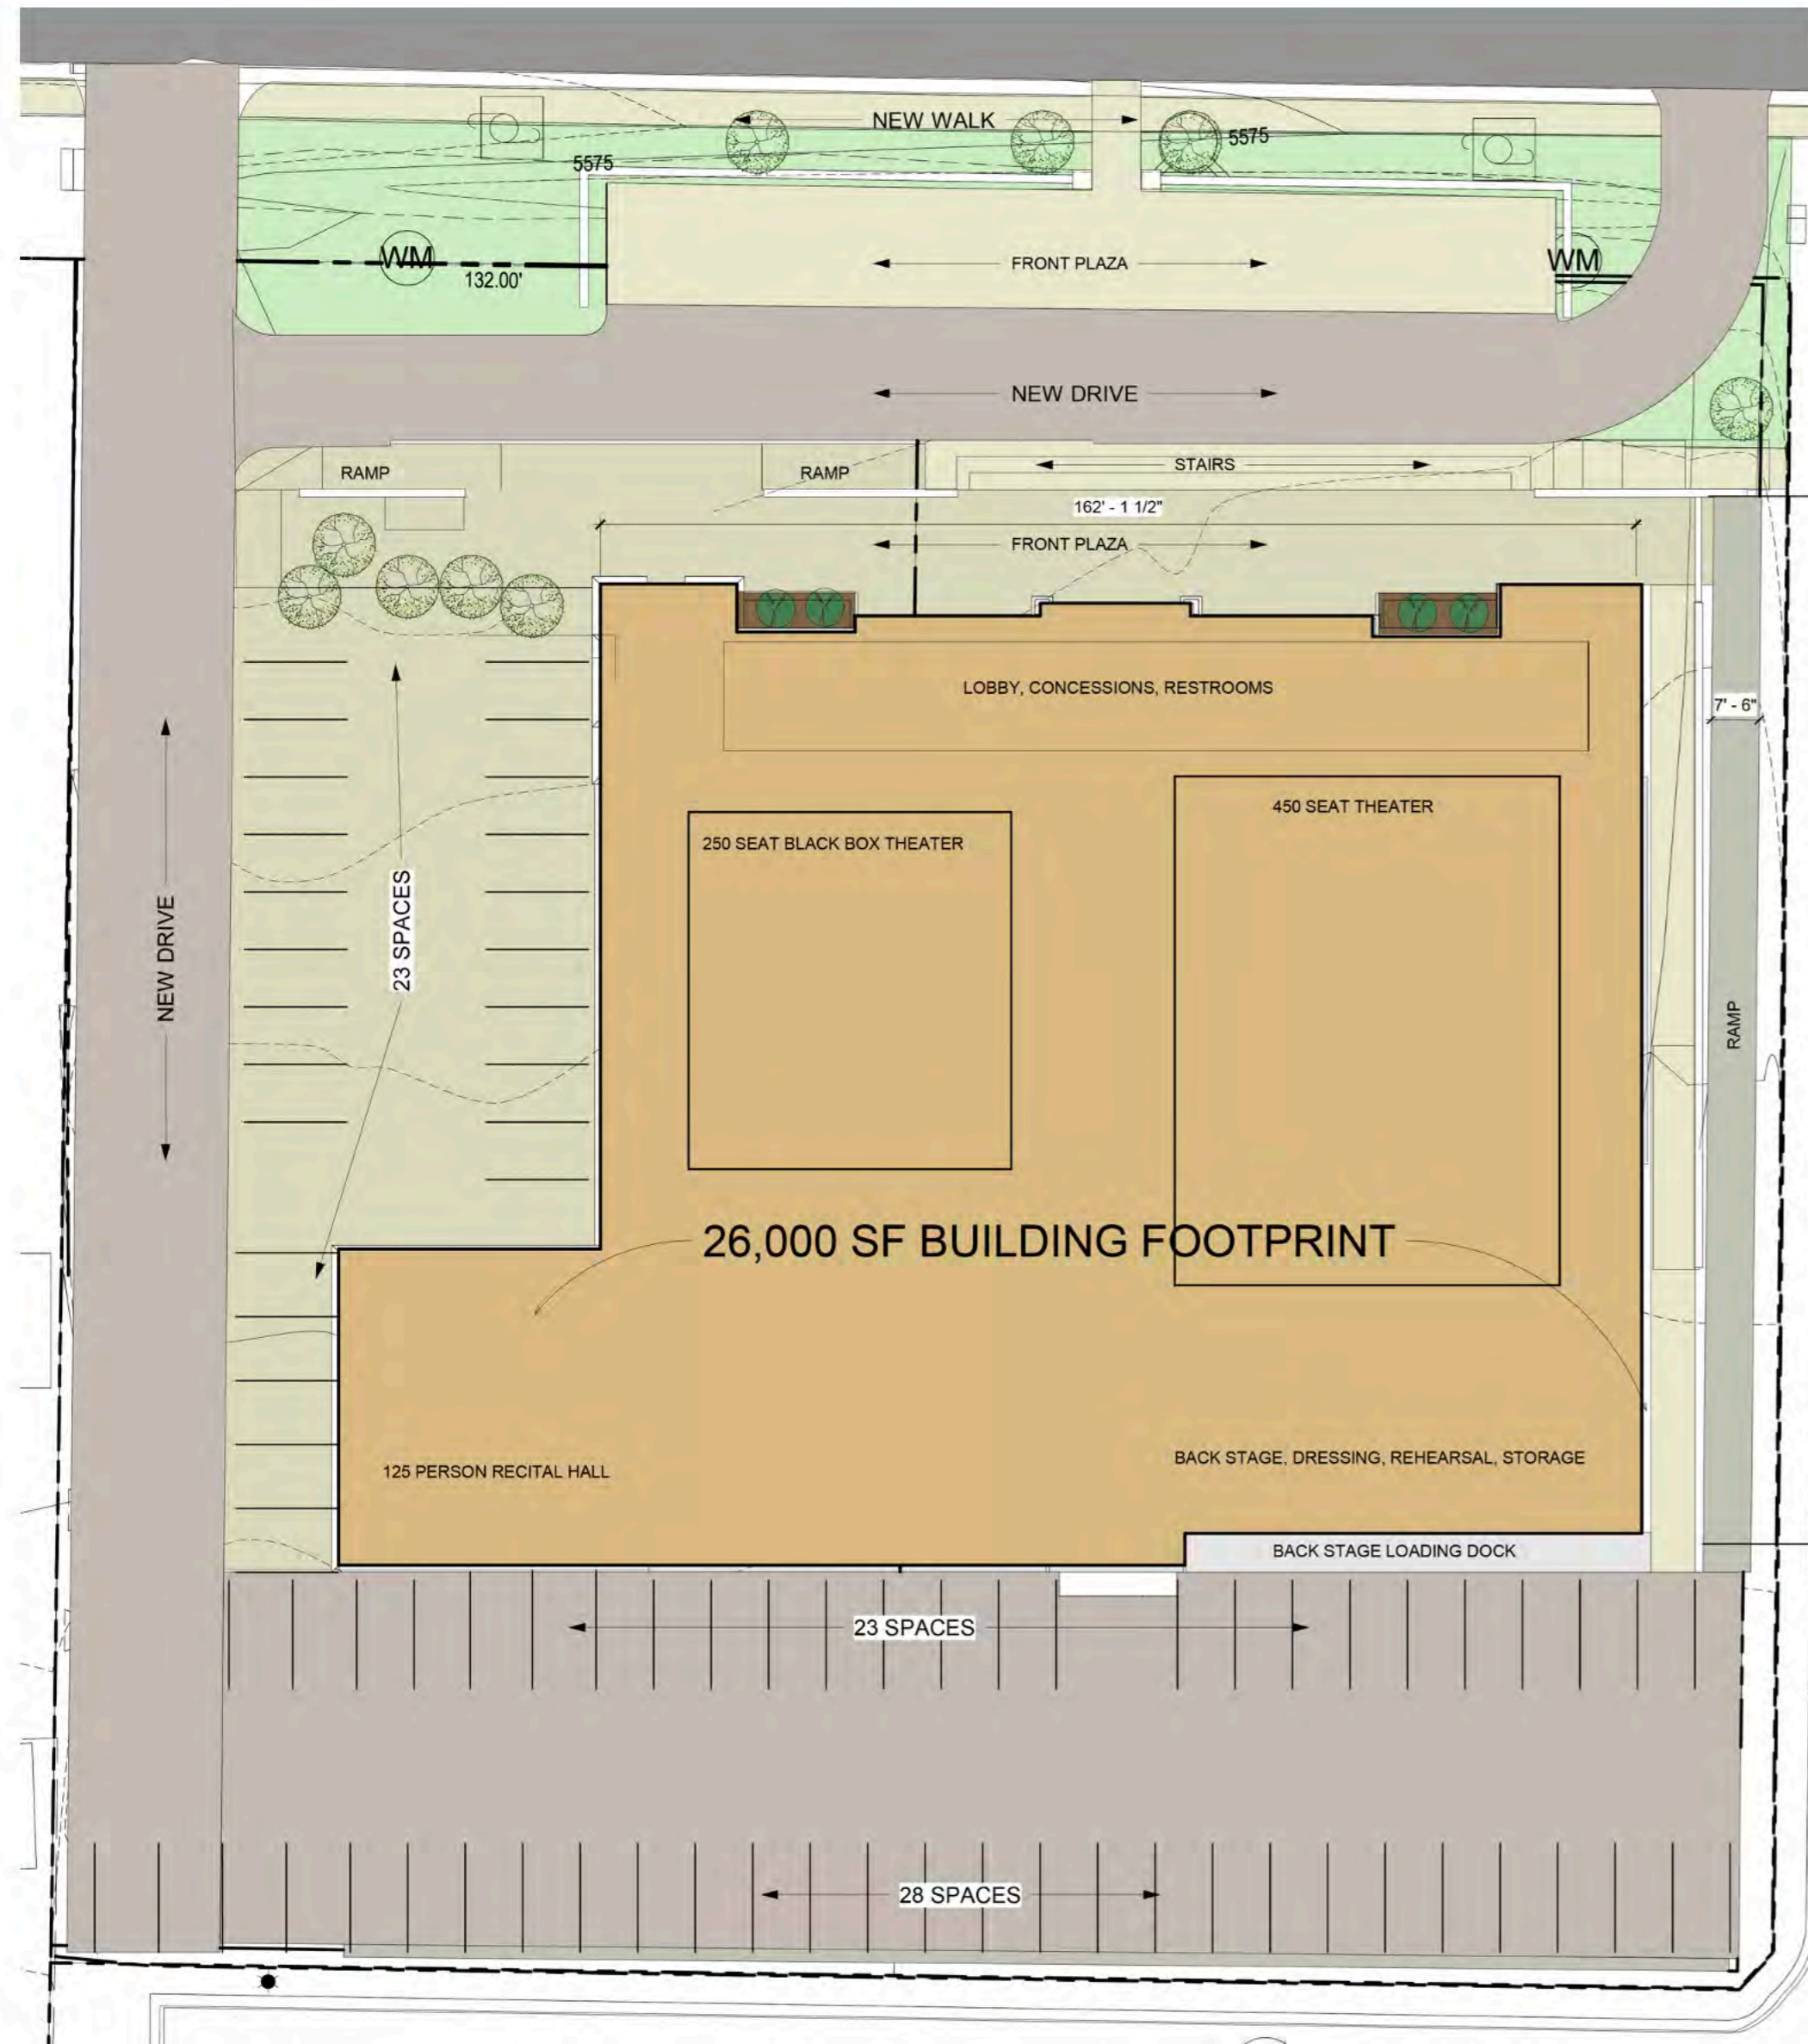 NEW WALK
5575
5575
WM
132.00'
FRONT PLAZA
WM
NEW DRIVE
RAMP
RAMP
STAIRS
162' - 1 1/2"
FRONT PLAZA
LOBBY, CONCESSIONS, RESTROOMS
7' - 6"
450 SEAT THEATER
250 SEAT BLACK BOX THEATER
23 SPACES
NEW DRIVE
RAMP
26,000 SF BUILDING FOOTPRINT
125 PERSON RECITAL HALL
BACK STAGE, DRESSING, REHEARSAL, STORAGE
BACK STAGE LOADING DOCK
23 SPACES
28 SPACES